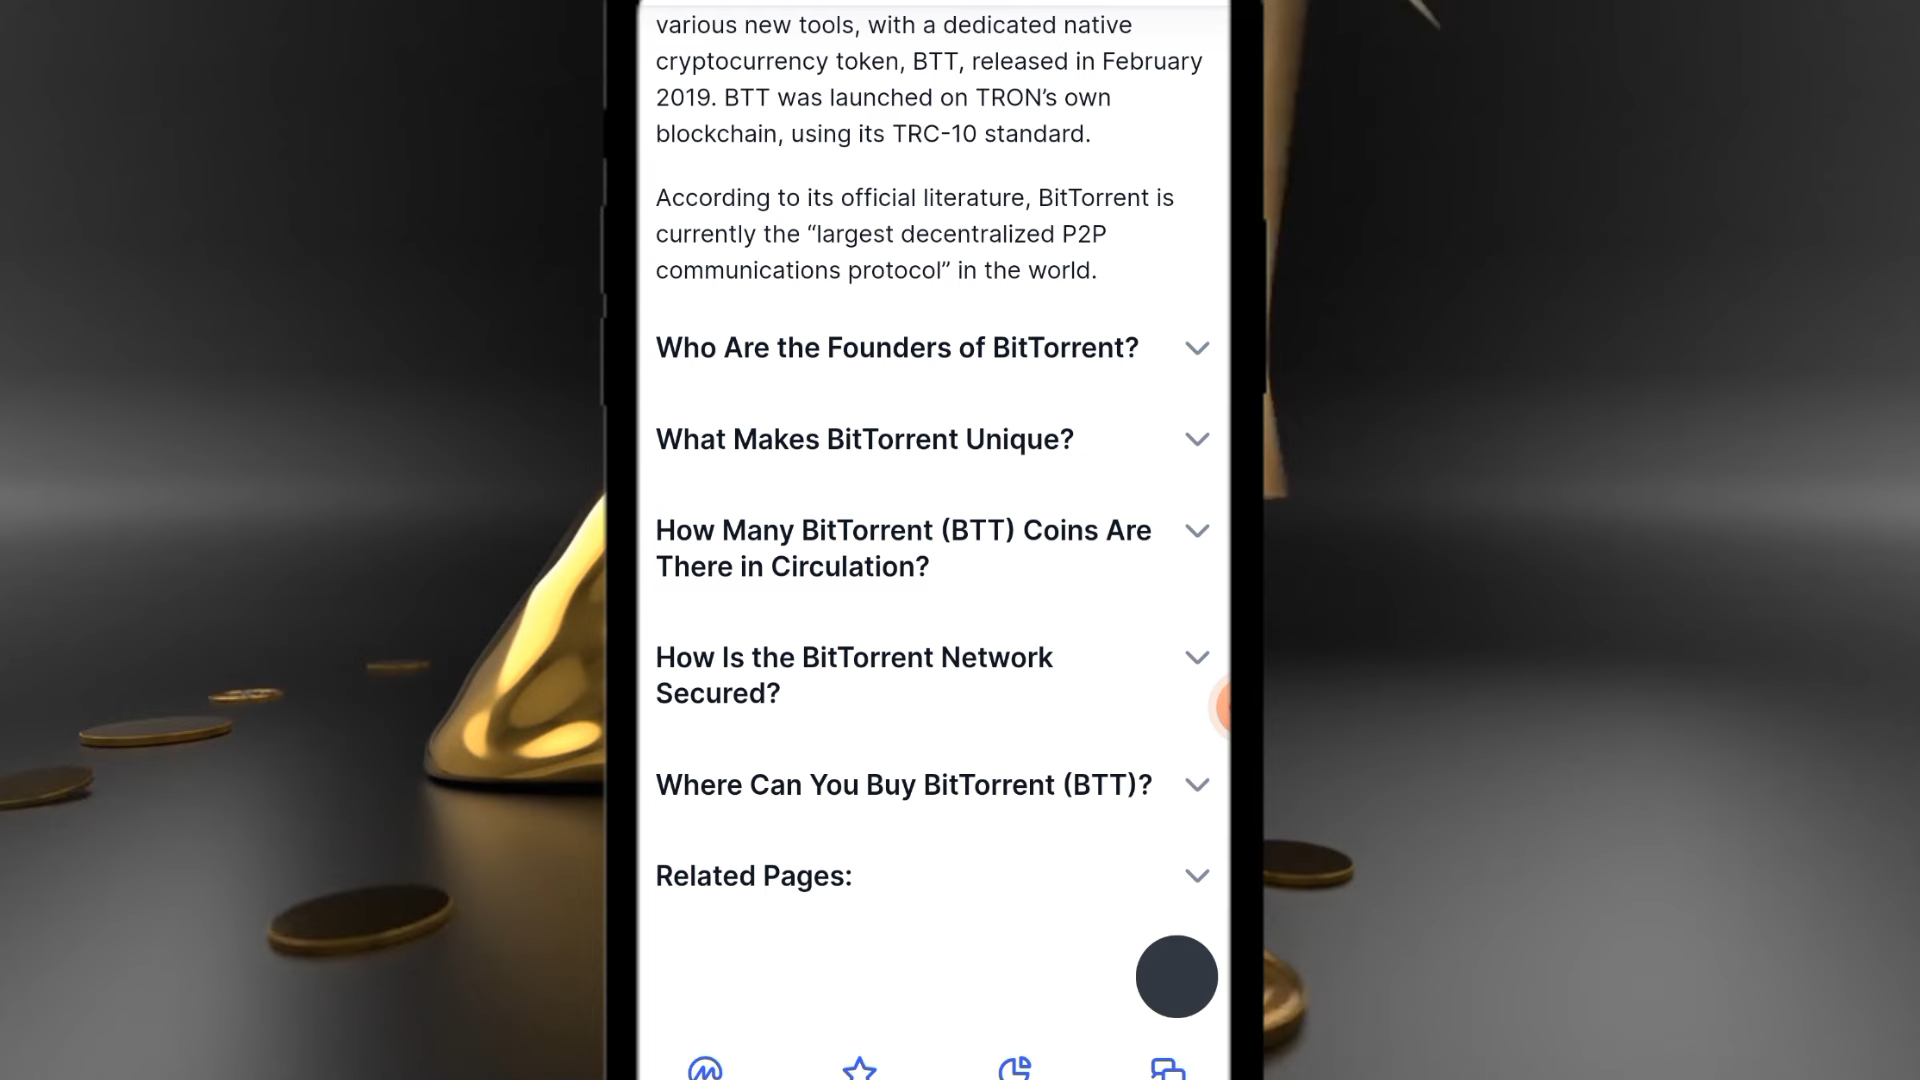 various new tools, with a dedicated native
cryptocurrency token, BTT, released in February
2019. BTT was launched on TRON’s own
blockchain, using its TRC-10 standard.
According to its official literature, BitTorrent is
currently the “largest decentralized P2P
communications protocol” in the world.
Who Are the Founders of BitTorrent?
What Makes BitTorrent Unique?
How Many BitTorrent (BTT) Coins Are
There in Circulation?
How Is the BitTorrent Network
Secured?
Where Can You Buy BitTorrent (BTT)?
Related Pages: